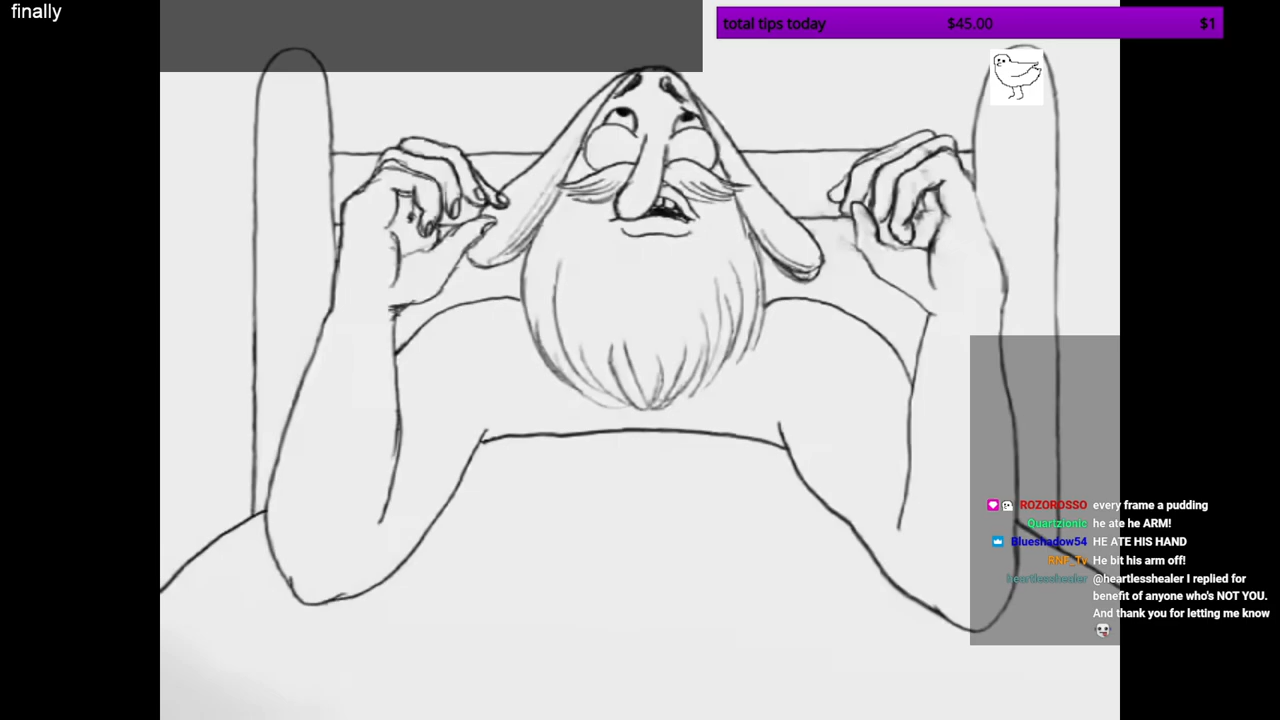 finally
total tips today $45.00 $1
ROZOROSSO every frame a pudding
Quartzionic he ate he ARM!
Blueshadow54 HE ATE HIS HAND
RNE_Tv He bit his arm off!
heartlesshealer @heartlesshealer I replied for
benefit of anyone who's NOT YOU.
And thank you for letting me know